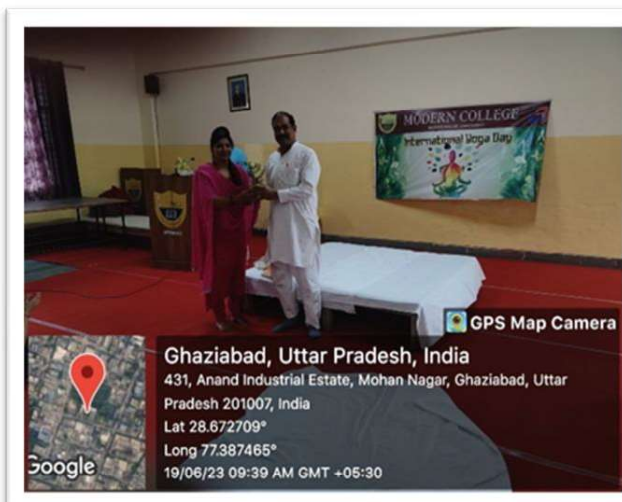 MODERN COLLEGE
International Yoga Day
GPS Map Camera
Ghaziabad, Uttar Pradesh, India
431, Anand Industrial Estate, Mohan Nagar, Ghaziabad, Uttar
Pradesh 201007, India
Lat 28.672709°
Long 77.387465°
19/06/23 09:39 AM GMT +05:30
Google